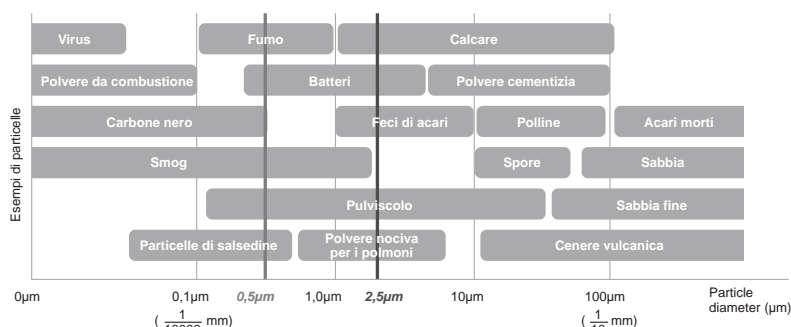 Virus Fumo Calcare
Polvere da combustione Batteri Polvere cementizia
Carbone nero Feci di acari Polline Acari morti
Smog Spore Sabbia
Pulviscolo Sabbia fine
Particelle di salsedine Polvere nociva per i polmoni Cenere vulcanica
Esempi di particelle
0µm 0,1µm 0,5µm 1,0µm 2,5µm 10µm 100µm Particle
diameter (µm)
( 1 mm) ( 1 mm)